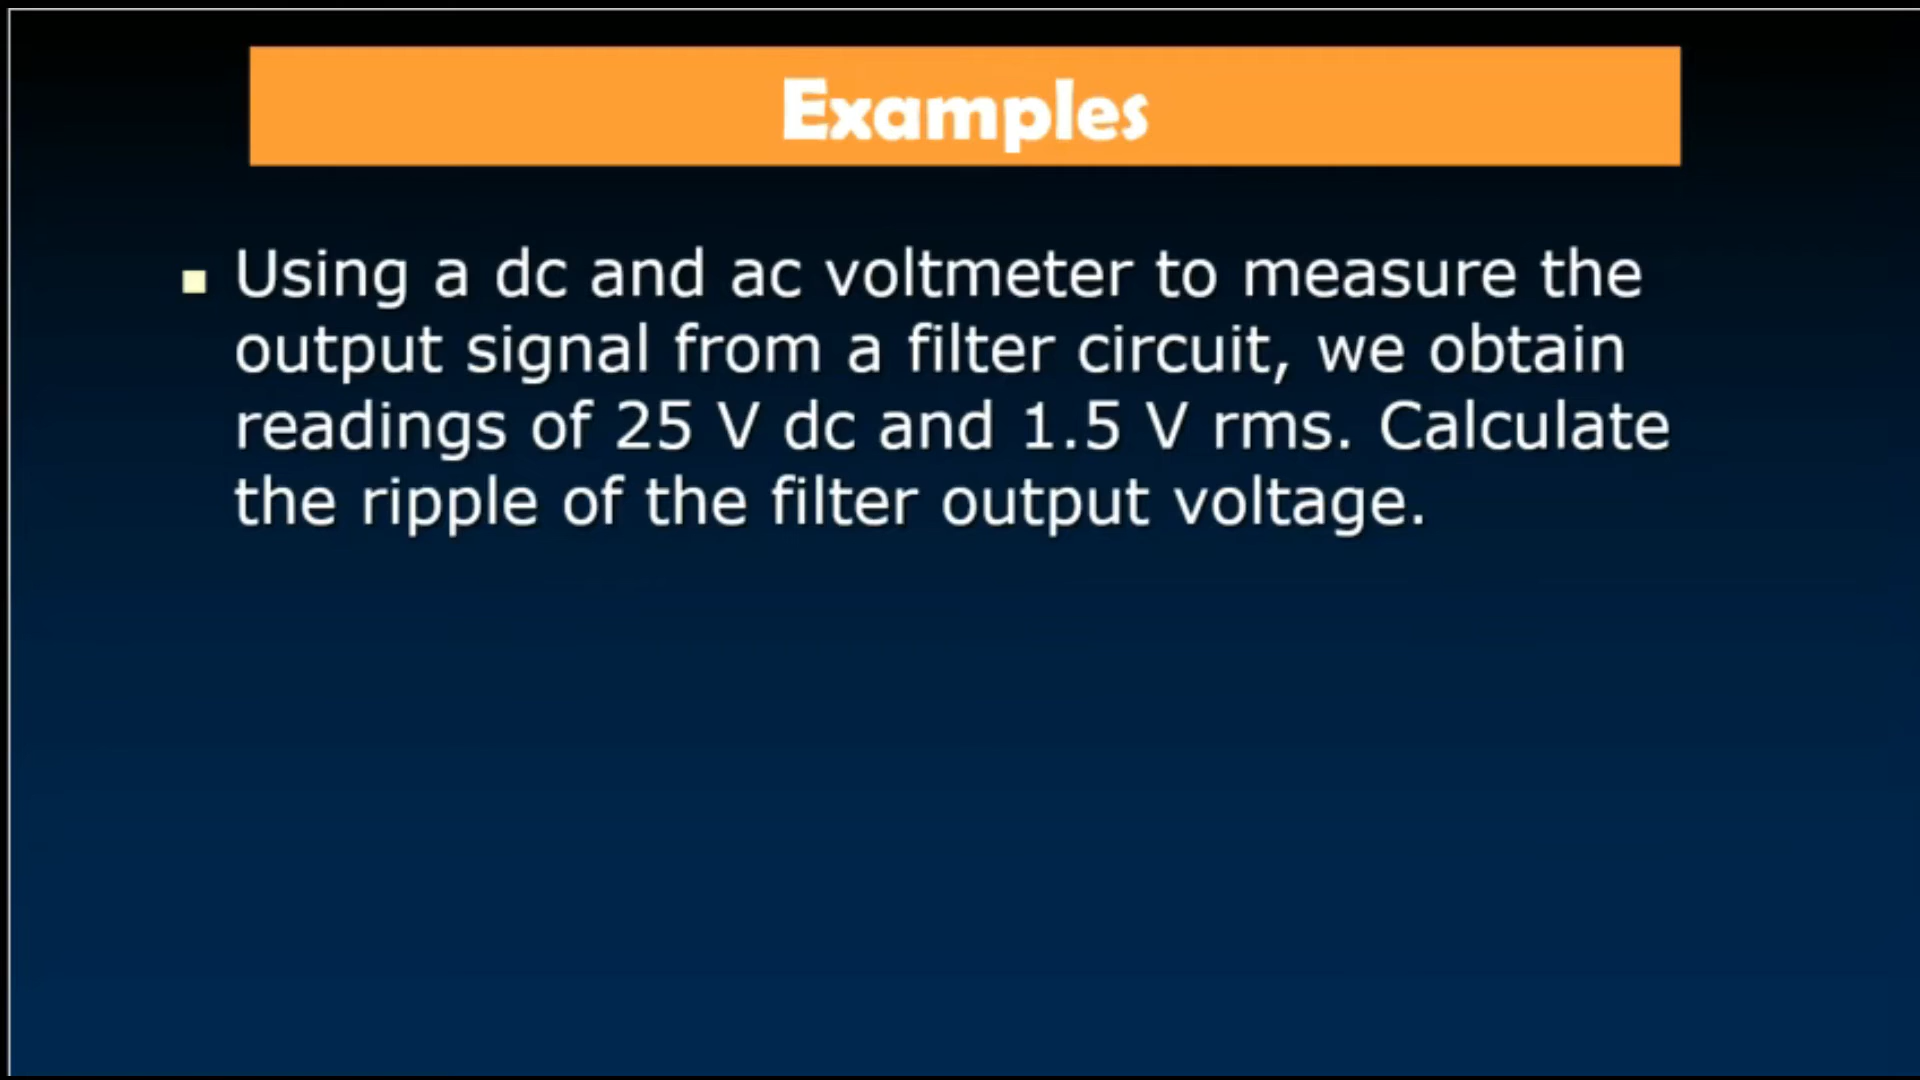 Examples
Using a dc and ac voltmeter to measure the
output signal from a filter circuit, we obtain
readings of 25 V dc and 1.5 V rms. Calculate
the ripple of the filter output voltage.